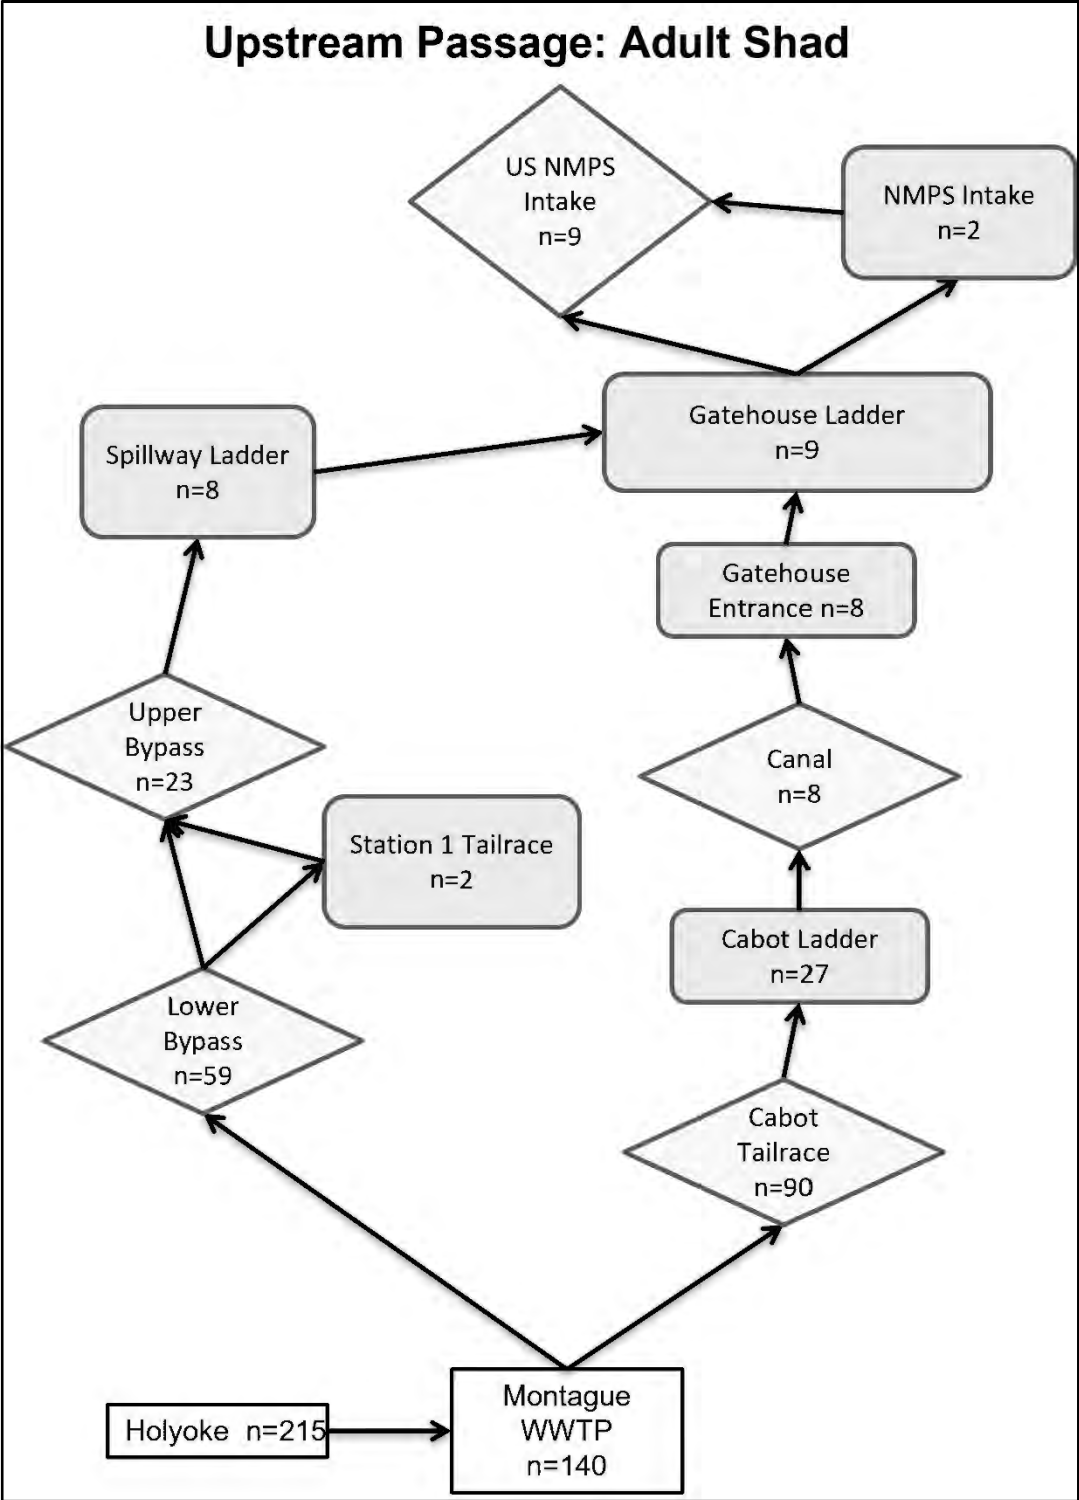 Upstream Passage: Adult Shad
US NMPS
Intake
n=9
NMPS Intake
n=2
Gatehouse Ladder
n=9
Spillway Ladder
n=8
Gatehouse
Entrance n=8
Upper
Bypass
n=23
Canal
n=8
Station 1 Tailrace
n=2
Cabot Ladder
n=27
Lower
Bypass
n=59
Cabot
Tailrace
n=90
Holyoke n=215
Montague
WWTP
n=140